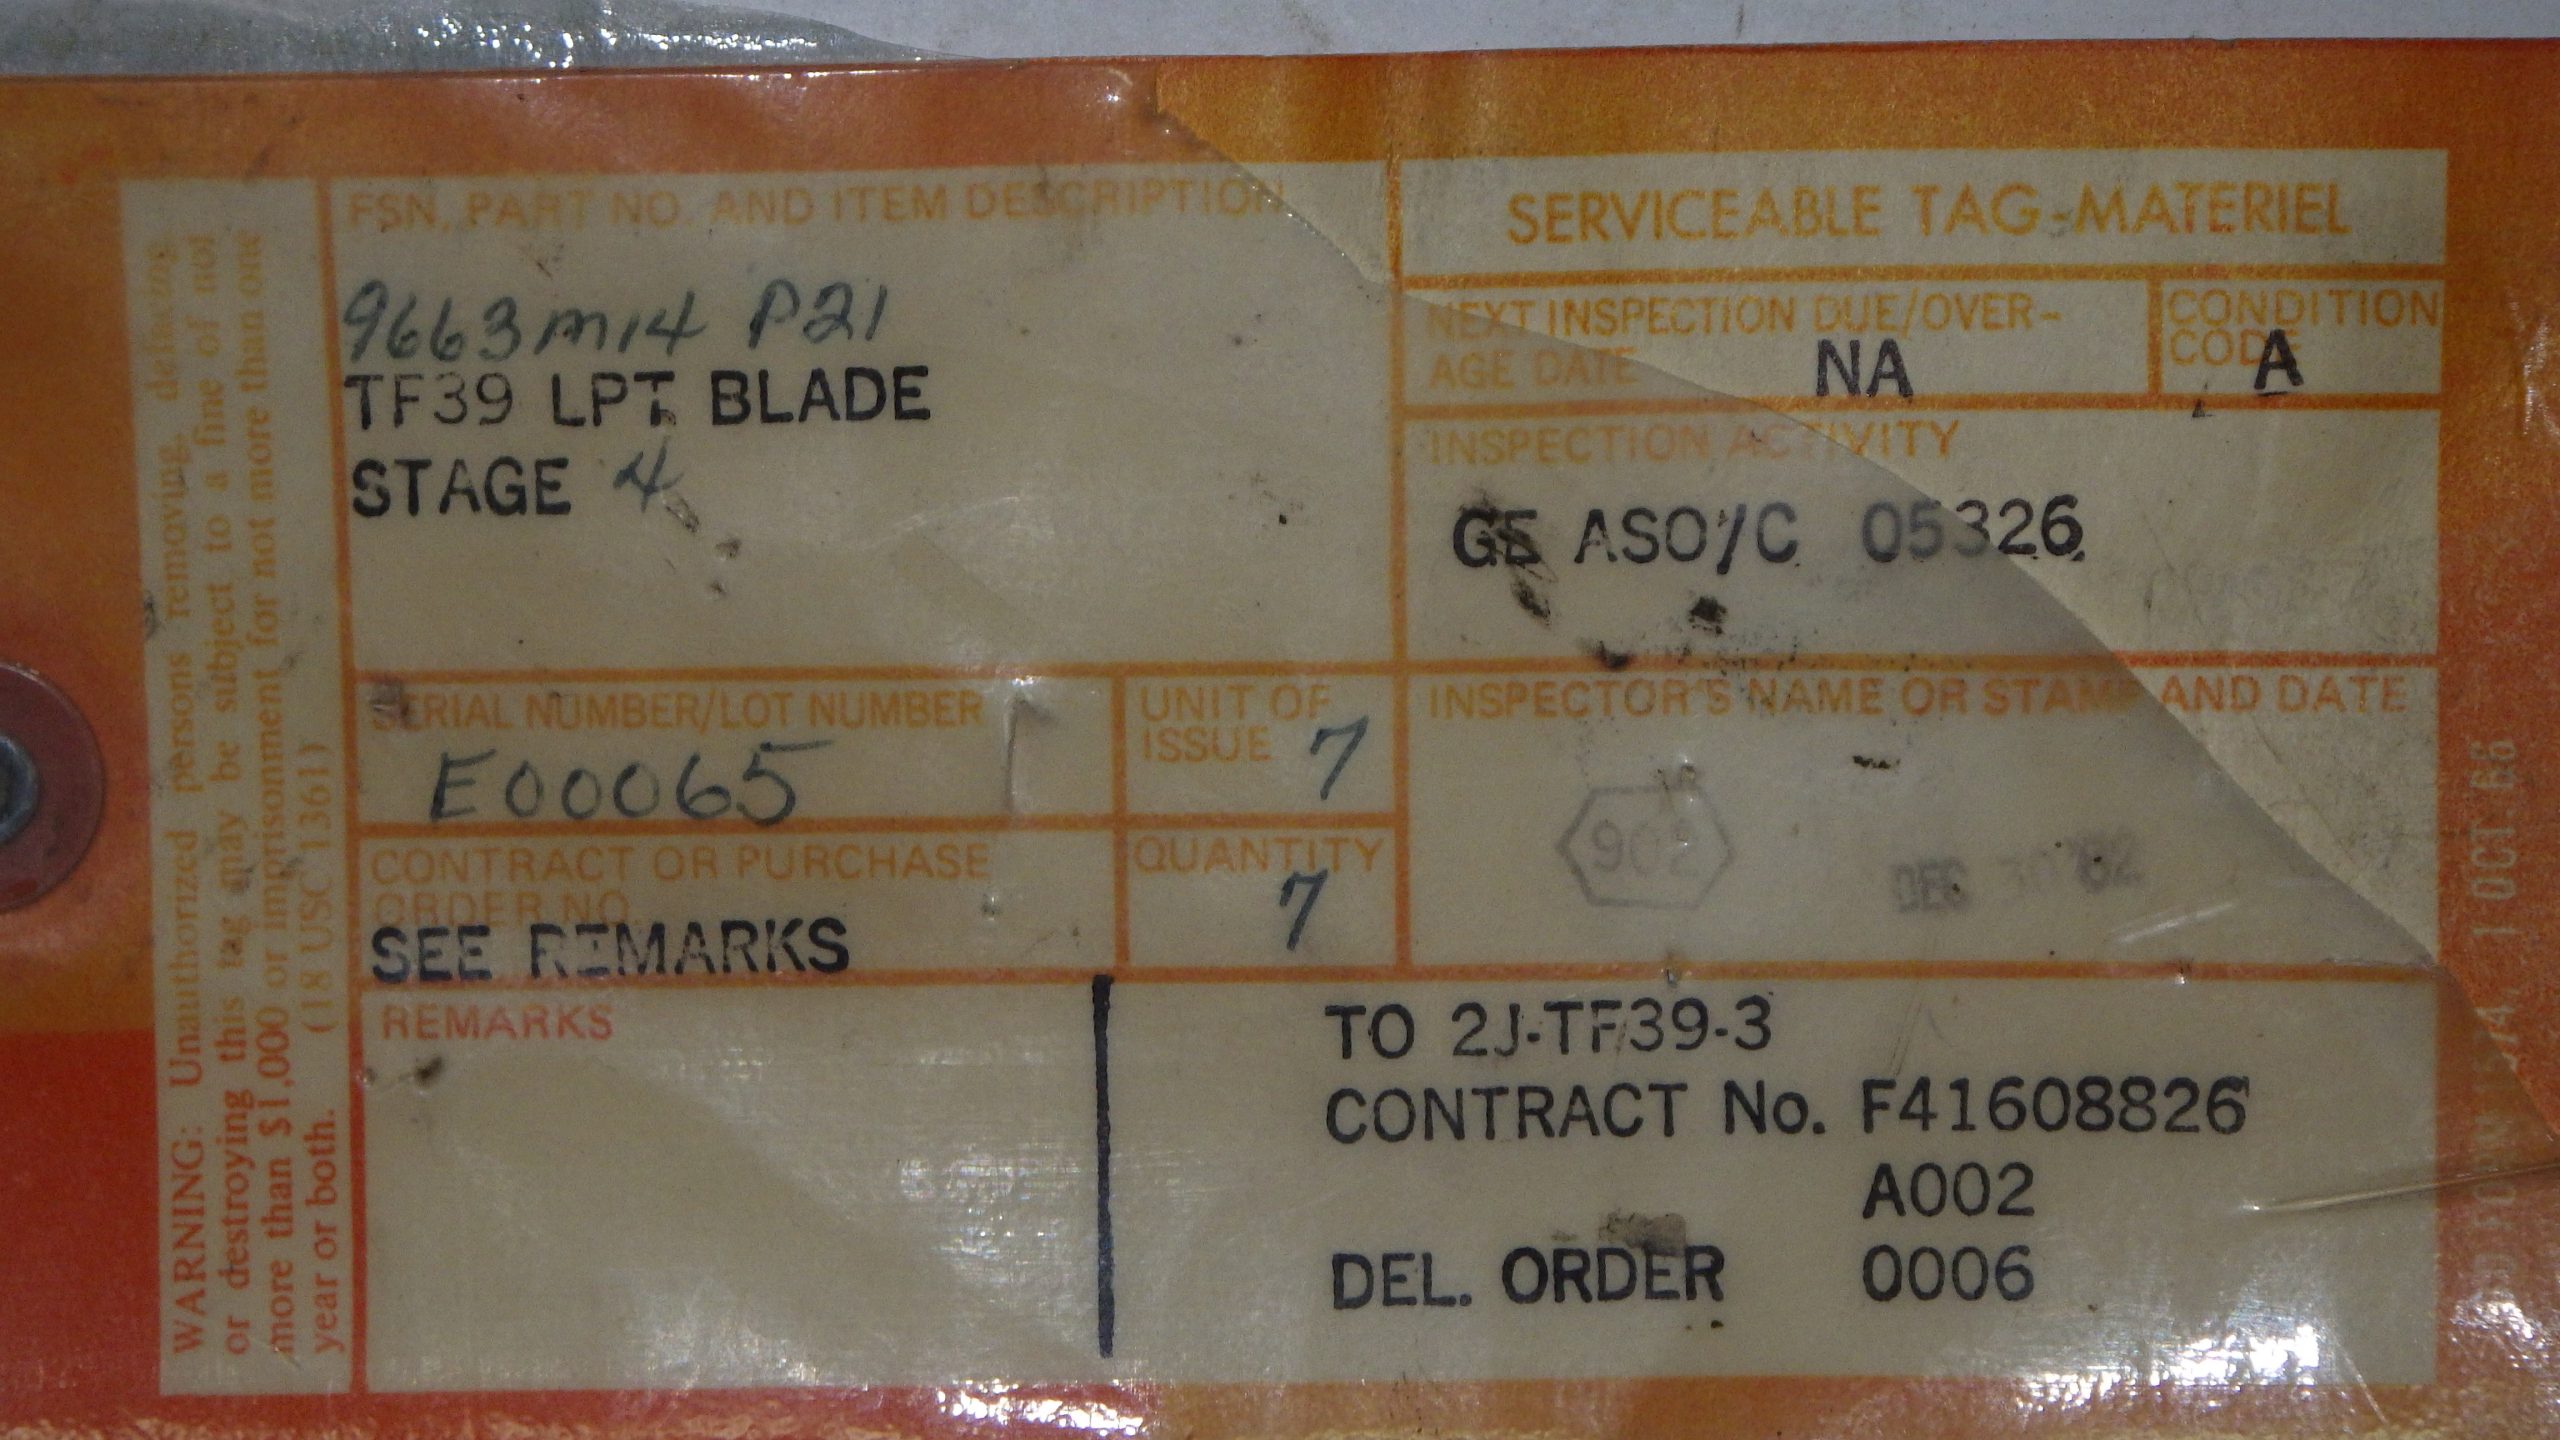 WARNING: Unauthorized persons removing, defacing,
or destroying this tag may be subject to a fine of not
more than $1,000 or imprisonment for not more than one
year or both. (18 USC 1361)
FSN, PART NO. AND ITEM DESCRIPTION
9663M14 P21
TF39 LPT BLADE
STAGE 4
SERIAL NUMBER/LOT NUMBER
E00065
UNIT OF
ISSUE 7
CONTRACT OR PURCHASE
ORDER NO.
SEE REMARKS
QUANTITY
7
SERVICEABLE TAG-MATERIEL
NEXT INSPECTION DUE/OVER-
AGE DATE NA
CONDITION
CODE A
INSPECTION ACTIVITY
GE ASO/C 05326
INSPECTOR'S NAME OR STAMP AND DATE
902
DEC 82
REMARKS
TO 2J-TF39-3
CONTRACT No. F41608826
A002
DEL. ORDER 0006
1574, 1 OCT 66